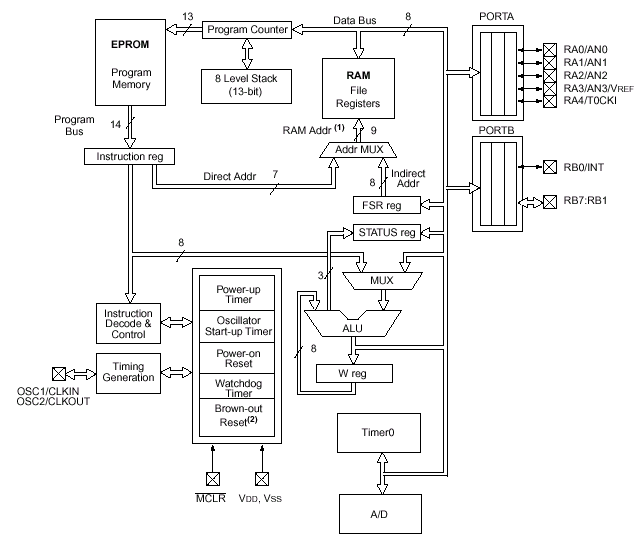 13
Program Counter
Data Bus
8
PORTA
EPROM
Program
Memory
8 Level Stack
(13-bit)
RAM
File
Registers
RA0/AN0
RA1/AN1
RA2/AN2
RA3/AN3/VREF
RA4/T0CKI
Program
Bus
14
RAM Addr (1)
9
PORTB
Instruction reg
Addr MUX
Direct Addr
7
8
Indirect
Addr
RB0/INT
FSR reg
RB7:RB1
STATUS reg
8
3
MUX
Power-up
Timer
Instruction
Decode &
Control
Oscillator
Start-up Timer
ALU
Power-on
Reset
8
Timing
Generation
W reg
Watchdog
Timer
OSC1/CLKIN
OSC2/CLKOUT
Brown-out
Reset(2)
Timer0
MCLR
VDD, VSS
A/D